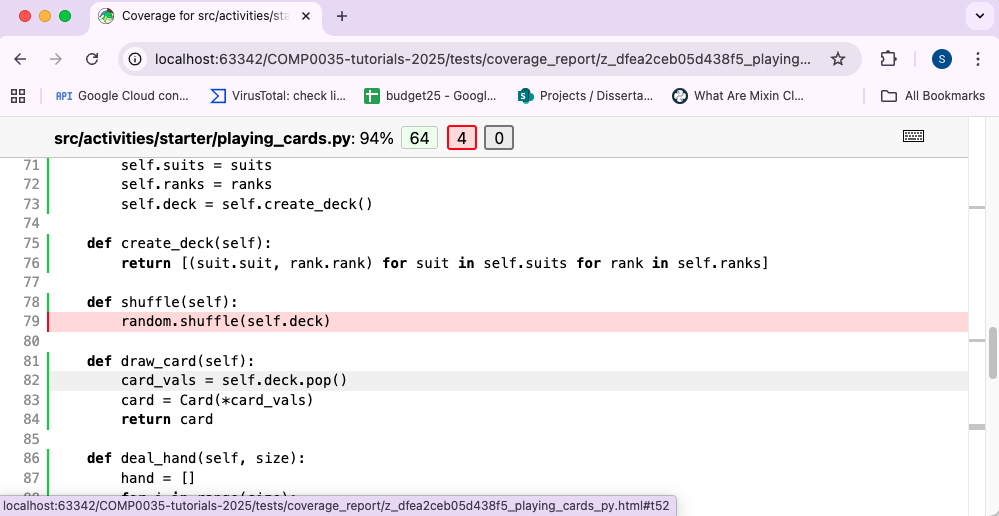 Coverage for src/activities/sta
localhost:63342/COMP0035-tutorials-2025/tests/coverage_report/z_dfea2ceb05d438f5_playing...
S
API Google Cloud con...
VirusTotal: check li...
budget25 - Googl...
Projects / Disserta...
What Are Mixin Cl...
All Bookmarks
src/activities/starter/playing_cards.py: 94% 64 4 0
71 self.suits = suits
72 self.ranks = ranks
73 self.deck = self.create_deck()
74
75 def create_deck(self):
76 return [(suit.suit, rank.rank) for suit in self.suits for rank in self.ranks]
77
78 def shuffle(self):
79 random.shuffle(self.deck)
80
81 def draw_card(self):
82 card_vals = self.deck.pop()
83 card = Card(*card_vals)
84 return card
85
86 def deal_hand(self, size):
87 hand = []
localhost:63342/COMP0035-tutorials-2025/tests/coverage_report/z_dfea2ceb05d438f5_playing_cards_py.html#t52